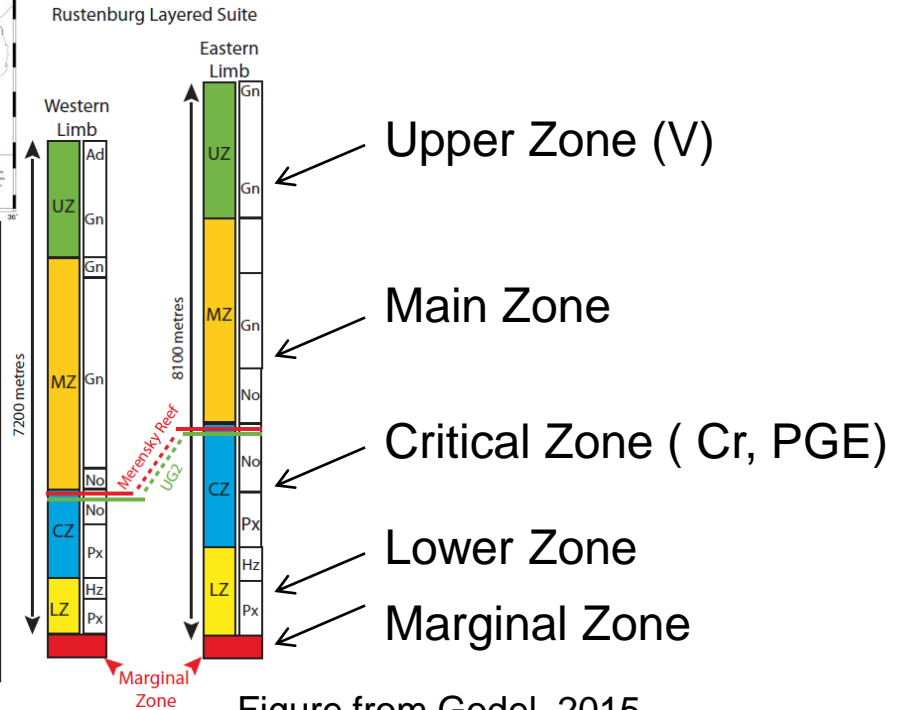 Rustenburg Layered Suite
Eastern
Limb
Western
Limb
36°
7200 metres
UZ
MZ
CZ
LZ
Ad
Gn
Gn
Gn
No
No
Px
Hz
Px
Merensky Reef
UG2
8100 metres
UZ
MZ
CZ
LZ
Gn
Gn
Gn
No
No
Px
Hz
Px
Marginal
Zone
Upper Zone (V)
Main Zone
Critical Zone ( Cr, PGE)
Lower Zone
Marginal Zone
Figure from Godel, 2015